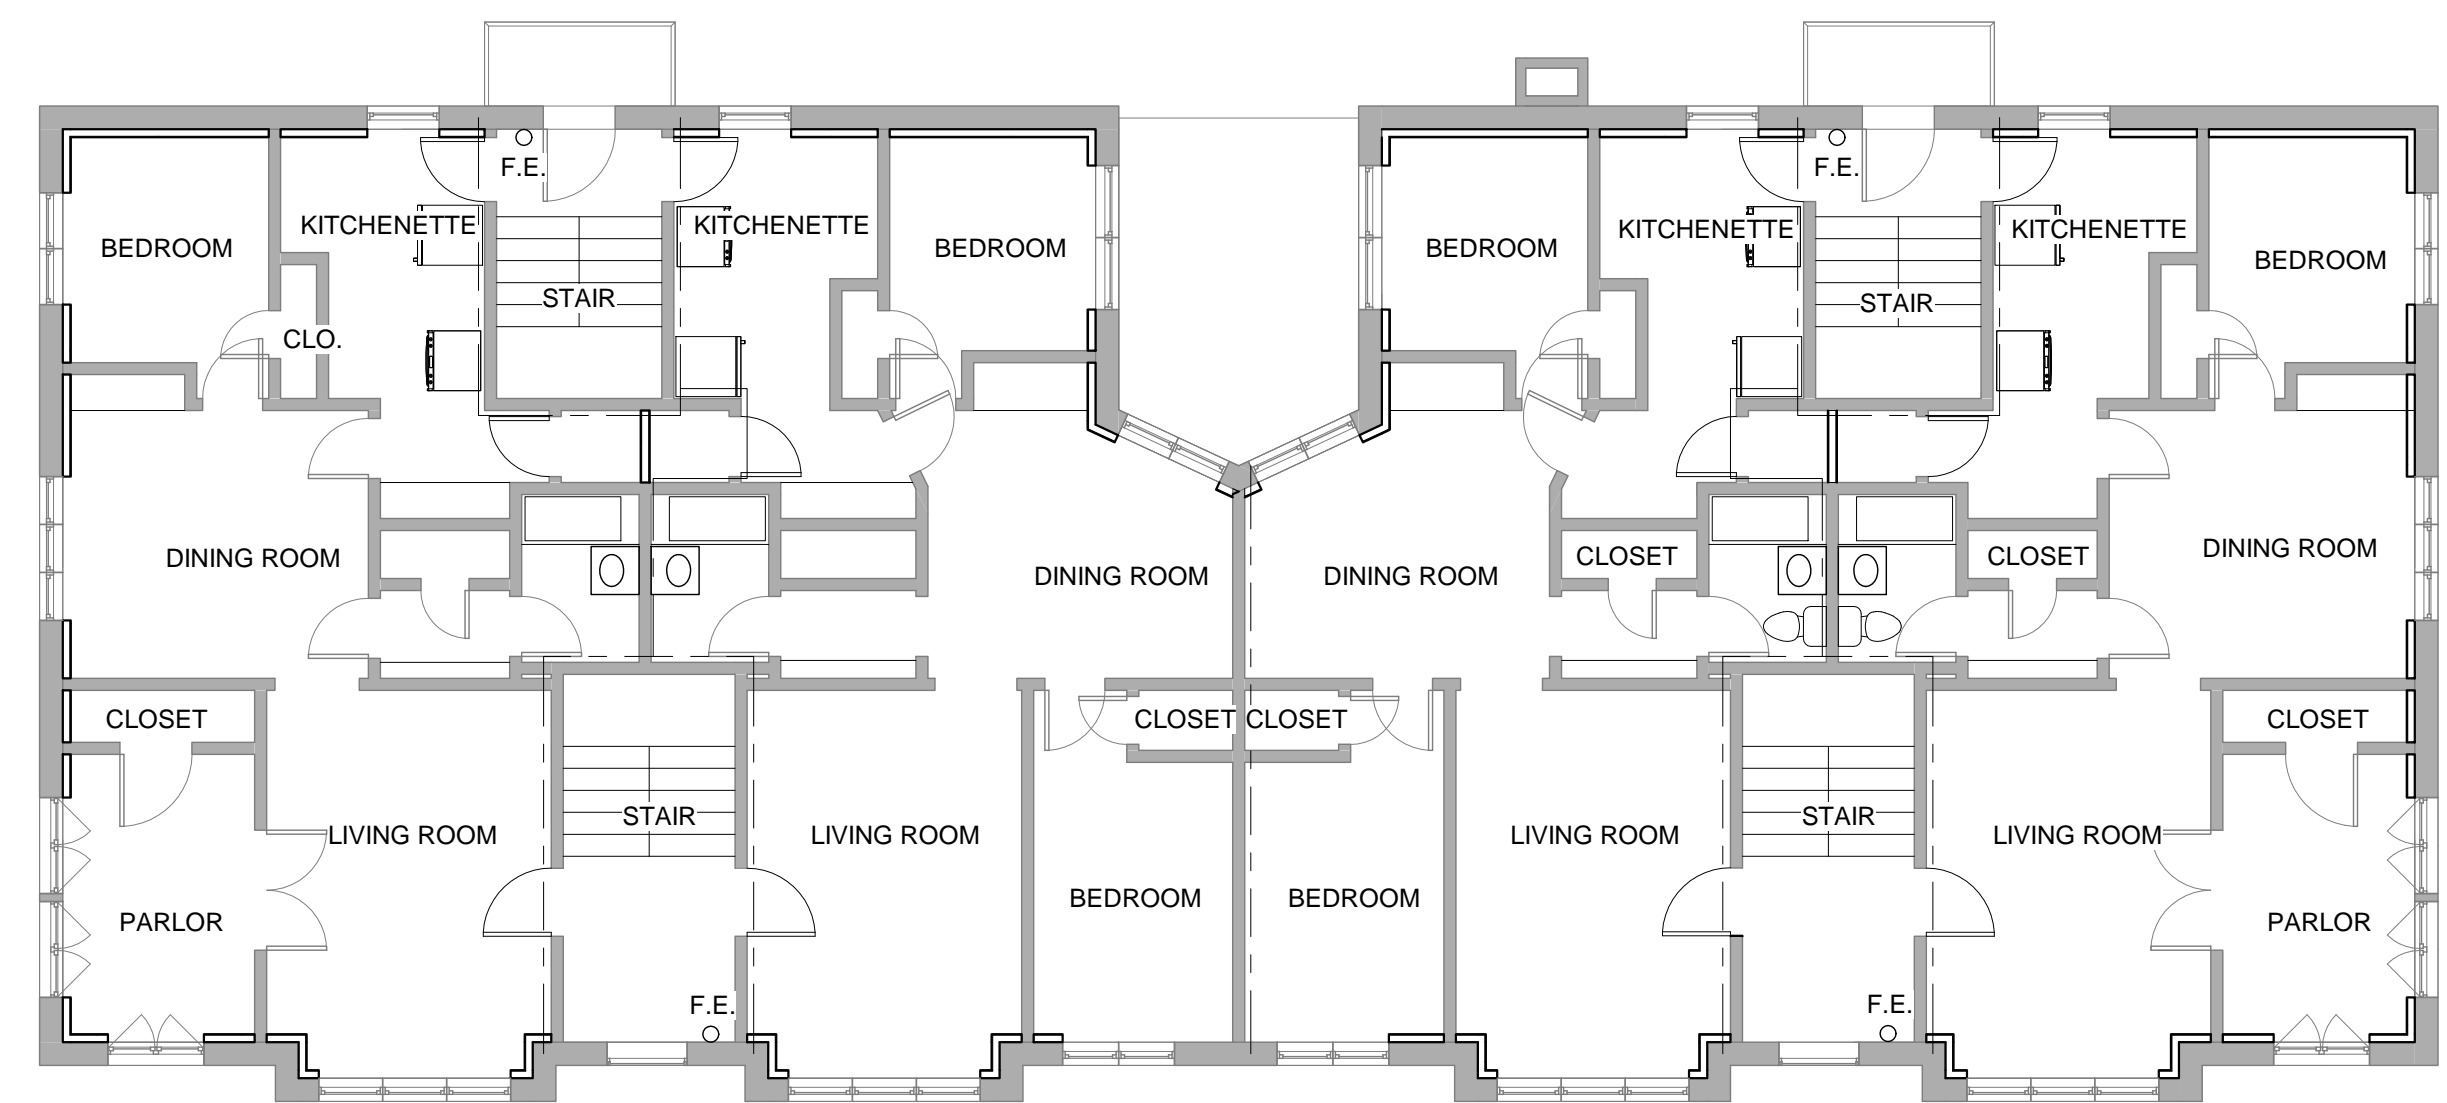 F.E.
F.E.
KITCHENETTE
KITCHENETTE
KITCHENETTE
KITCHENETTE
BEDROOM
BEDROOM
BEDROOM
BEDROOM
STAIR
STAIR
CLO.
DINING ROOM
DINING ROOM
DINING ROOM
CLOSET
CLOSET
DINING ROOM
CLOSET
CLOSET
CLOSET
CLOSET
STAIR
STAIR
LIVING ROOM
LIVING ROOM
LIVING ROOM
LIVING ROOM
BEDROOM
BEDROOM
PARLOR
PARLOR
F.E.
F.E.